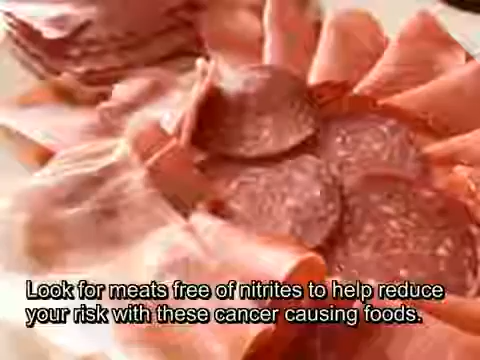 Look for meats free of nitrites to help reduce
your risk with these cancer causing foods.